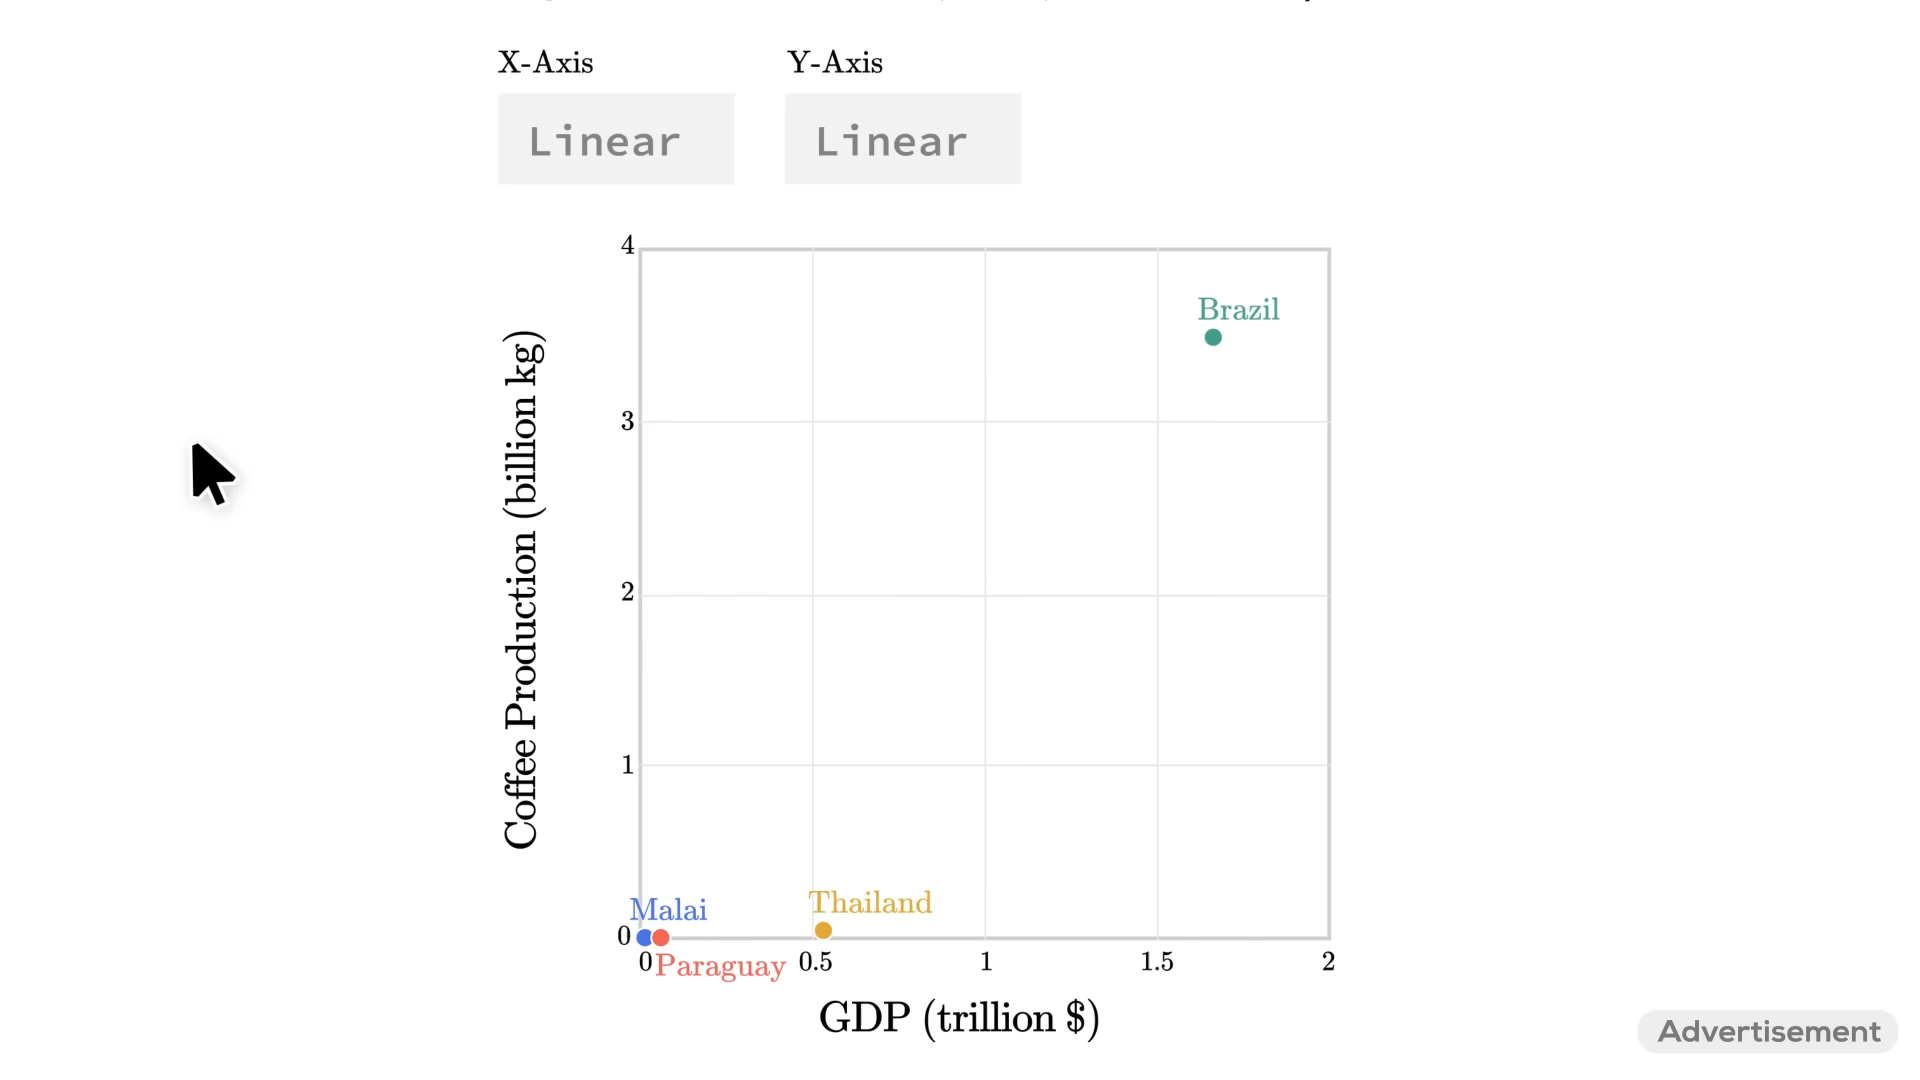 X-Axis Y-Axis
Linear Linear
4
Brazil
3
Coffee Production (billion kg)
2
1
Malai Thailand
0
0 Paraguay 0.5 1 1.5 2
GDP (trillion $)
Advertisement